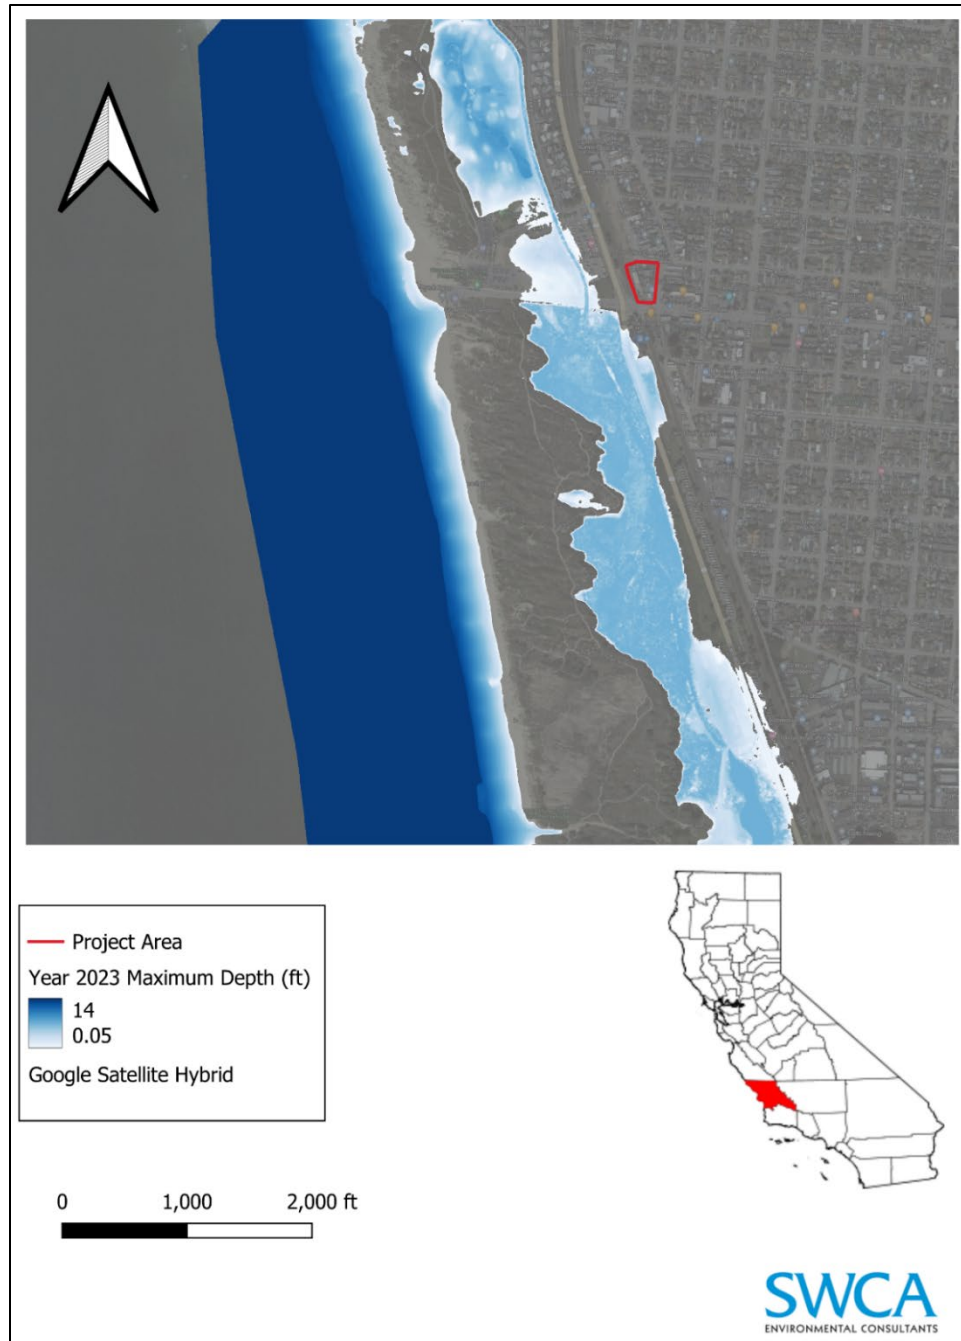 Project Area
Year 2023 Maximum Depth (ft)
14
0.05
Google Satellite Hybrid
0 1,000 2,000 ft
SWCA
ENVIRONMENTAL CONSULTANTS